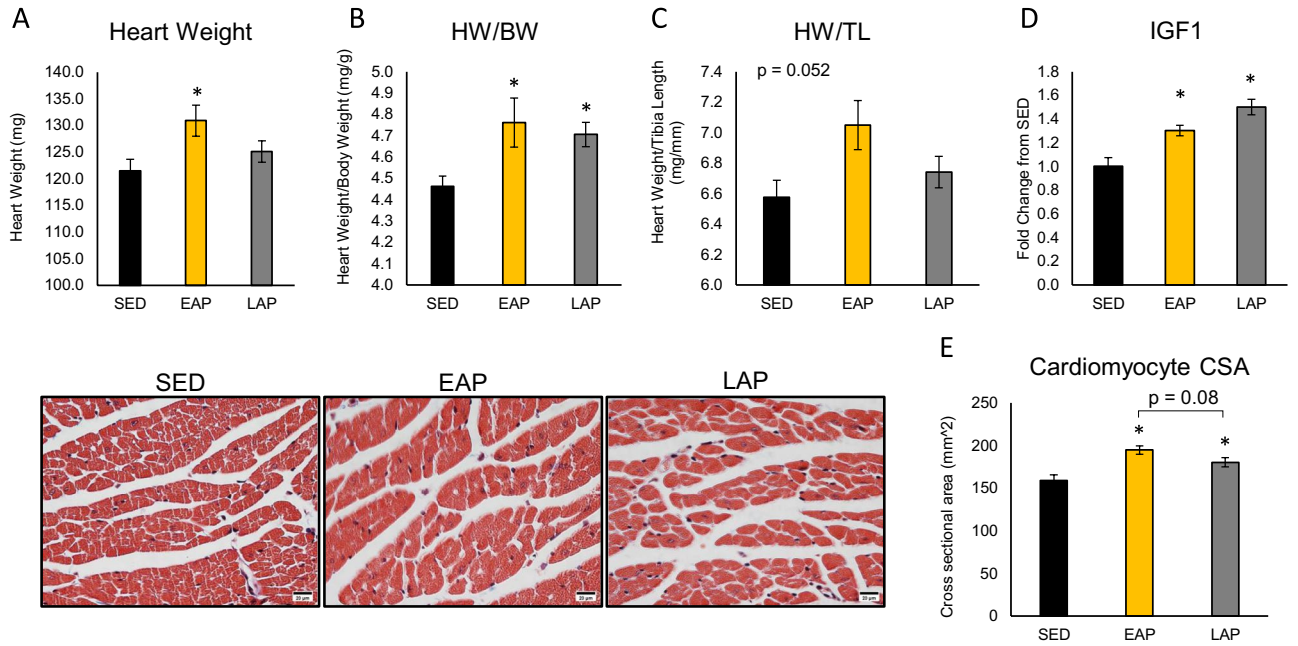 A
Heart Weight
Heart Weight (mg)
140.0
135.0
130.0
125.0
120.0
115.0
110.0
105.0
100.0
*
SED EAP LAP
B
HW/BW
Heart Weight/Body Weight (mg/g)
5.0
4.9
4.8
4.7
4.6
4.5
4.4
4.3
4.2
4.1
4.0
*
*
SED EAP LAP
C
HW/TL
p = 0.052
Heart Weight/Tibia Length
(mg/mm)
7.4
7.2
7.0
6.8
6.6
6.4
6.2
6.0
SED EAP LAP
D
IGF1
Fold Change from SED
1.8
1.6
1.4
1.2
1.0
0.8
0.6
0.4
0.2
0.0
*
*
SED EAP LAP
SED
EAP
LAP
20 µm
20 µm
20 µm
E
Cardiomyocyte CSA
p = 0.08
Cross sectional area (mm^2)
250
200
150
100
50
0
*
*
SED EAP LAP